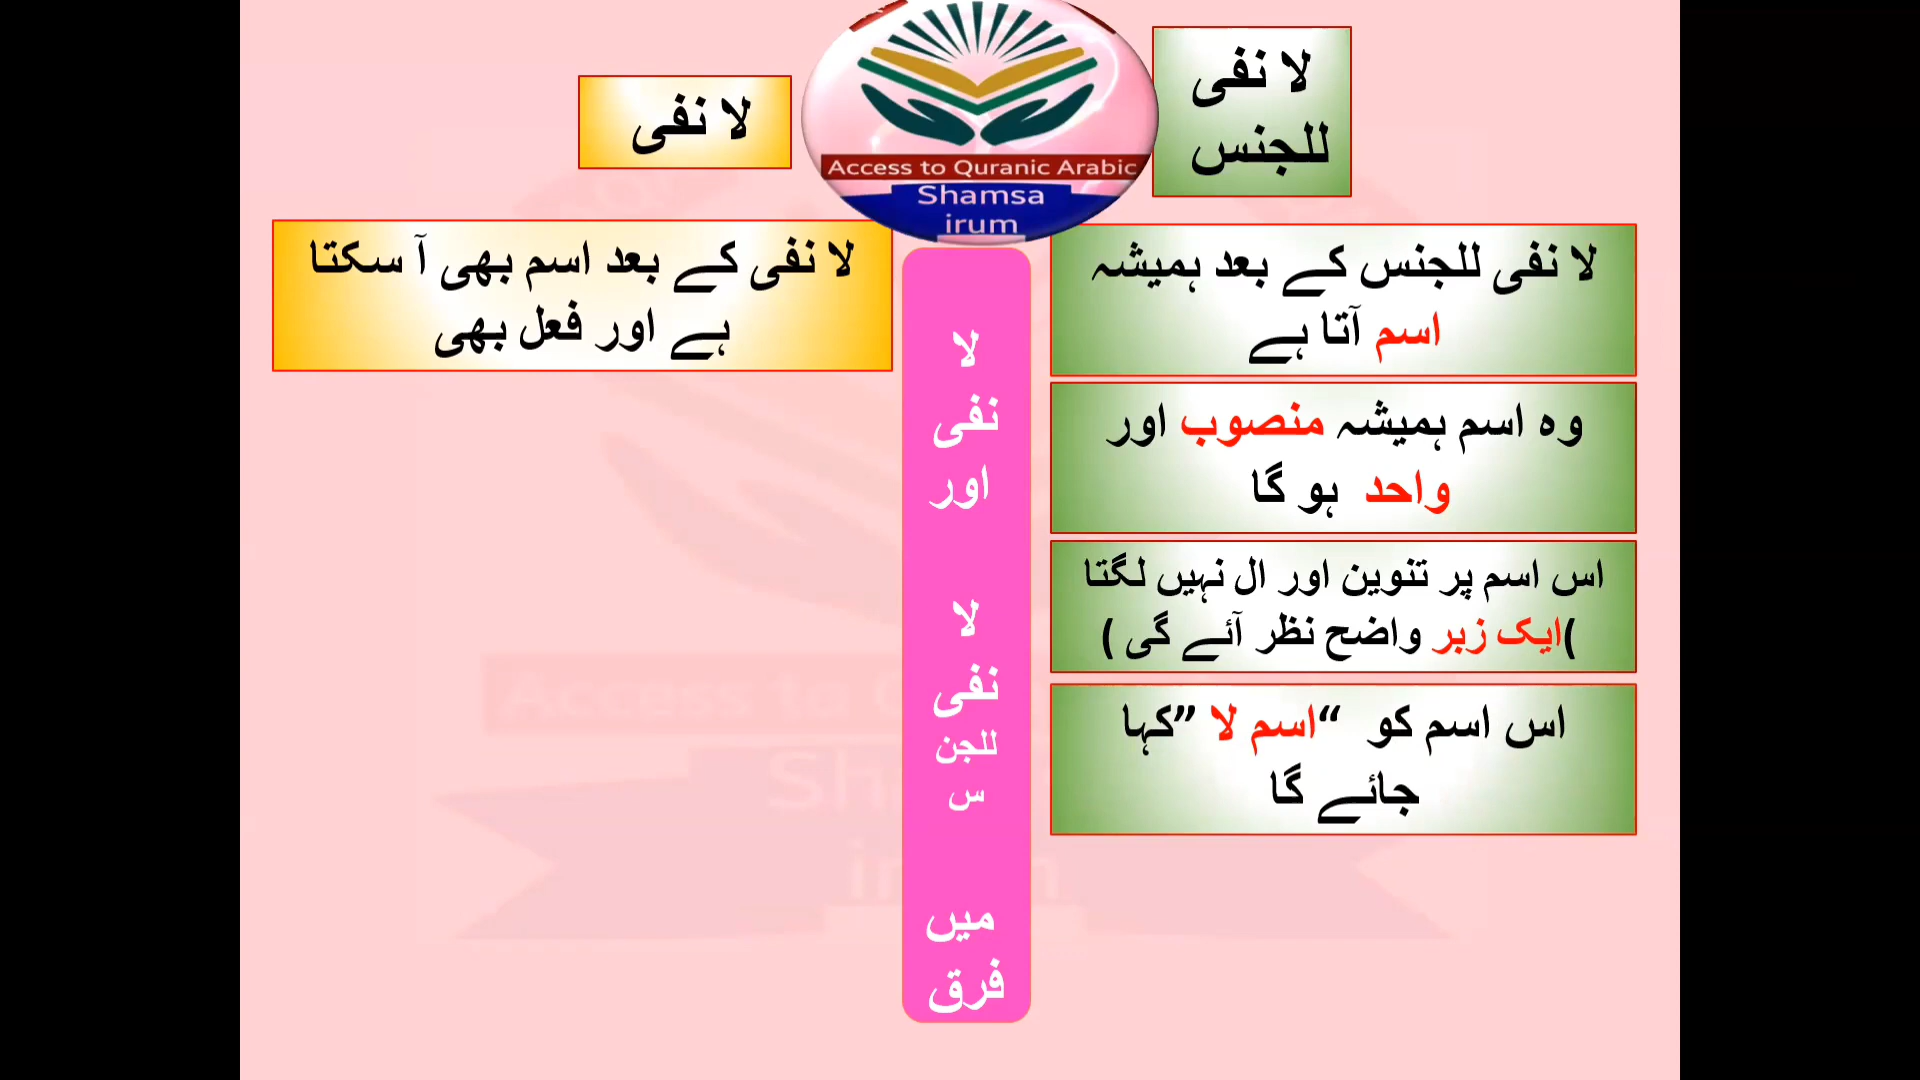 لا نفی
للجنس
لا نفی
Access to Quranic Arabic
Shamsa
irum
لا نفی للجنس کے بعد ہمیشہ
اسم آتا ہے
وہ اسم ہمیشہ منصوب اور
واحد ہو گا
اس اسم پر تنوین اور ال نہیں لگتا
)ایک زبر واضح نظر آئے گی (
اس اسم کو “اسم لا ”کہا
جائے گا
لا
نفی
اور
لا
نفی
للجن
س
میں
فرق
لا نفی کے بعد اسم بھی آ سکتا
ہے اور فعل بھی